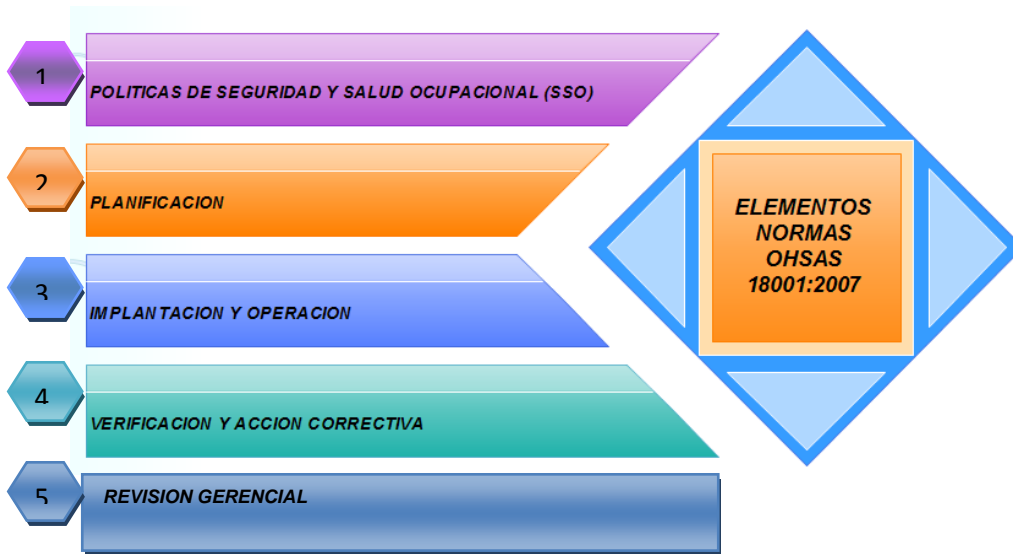 1
POLITICAS DE SEGURIDAD Y SALUD OCUPACIONAL (SSO)
2
PLANIFICACION
3
IMPLANTACION Y OPERACION
4
VERIFICACION Y ACCION CORRECTIVA
5
REVISION GERENCIAL
ELEMENTOS
NORMAS
OHSAS
18001:2007